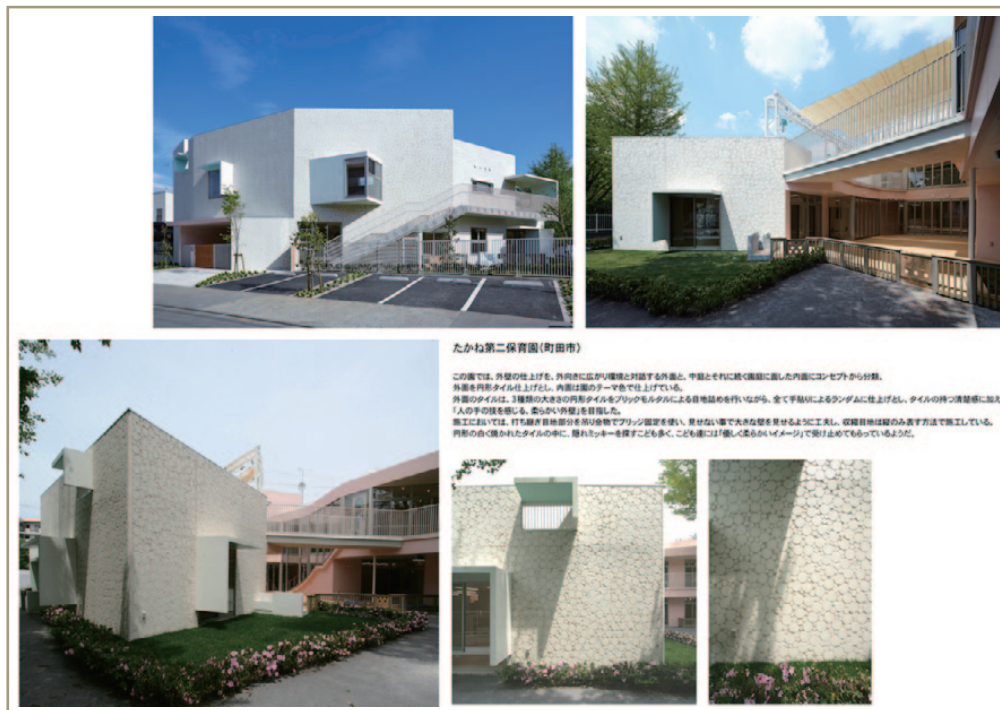 たかね第二保育園(町田市)
この園では、外壁の仕上げを、外向きに広がり環境と対話する外面と、中庭とそれに続く園庭に面した内面にコンセプトから分類。
外面を円形タイル仕上げとし、内面は園のテーマ色で仕上げている。
外面のタイルは、3種類の大きさの円形タイルをブリックモルタルによる目地詰めを行いながら、全て手貼りによるランダムに仕上げとし、タイルの持つ清楚感に加え
「人の手の技を感じる、柔らかい外壁」を目指した。
施工においては、打ち継ぎ目地部分を吊り金物でブリッジ固定を使い、見せない事で大きな壁を見せるように工夫し、収縮目地は縦のみ表す方法で施工している。
円形の白く焼かれたタイルの中に、隠れミッキーを探すこども多く、こども達には「優しく柔らかいイメージ」で受け止めてもらっているようだ。